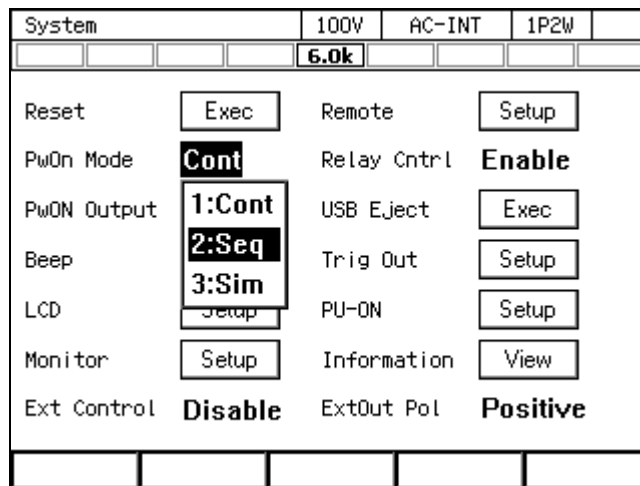 System 100V AC-INT 1P2W
6.0k
Reset Exec Remote Setup
PwOn Mode Cont Relay Cntrl Enable
PwON Output 1:Cont USB Eject Exec
2:Seq
Beep Trig Out Setup
3:Sim
LCD Setup PU-ON Setup
Monitor Setup Information View
Ext Control Disable ExtOut Pol Positive